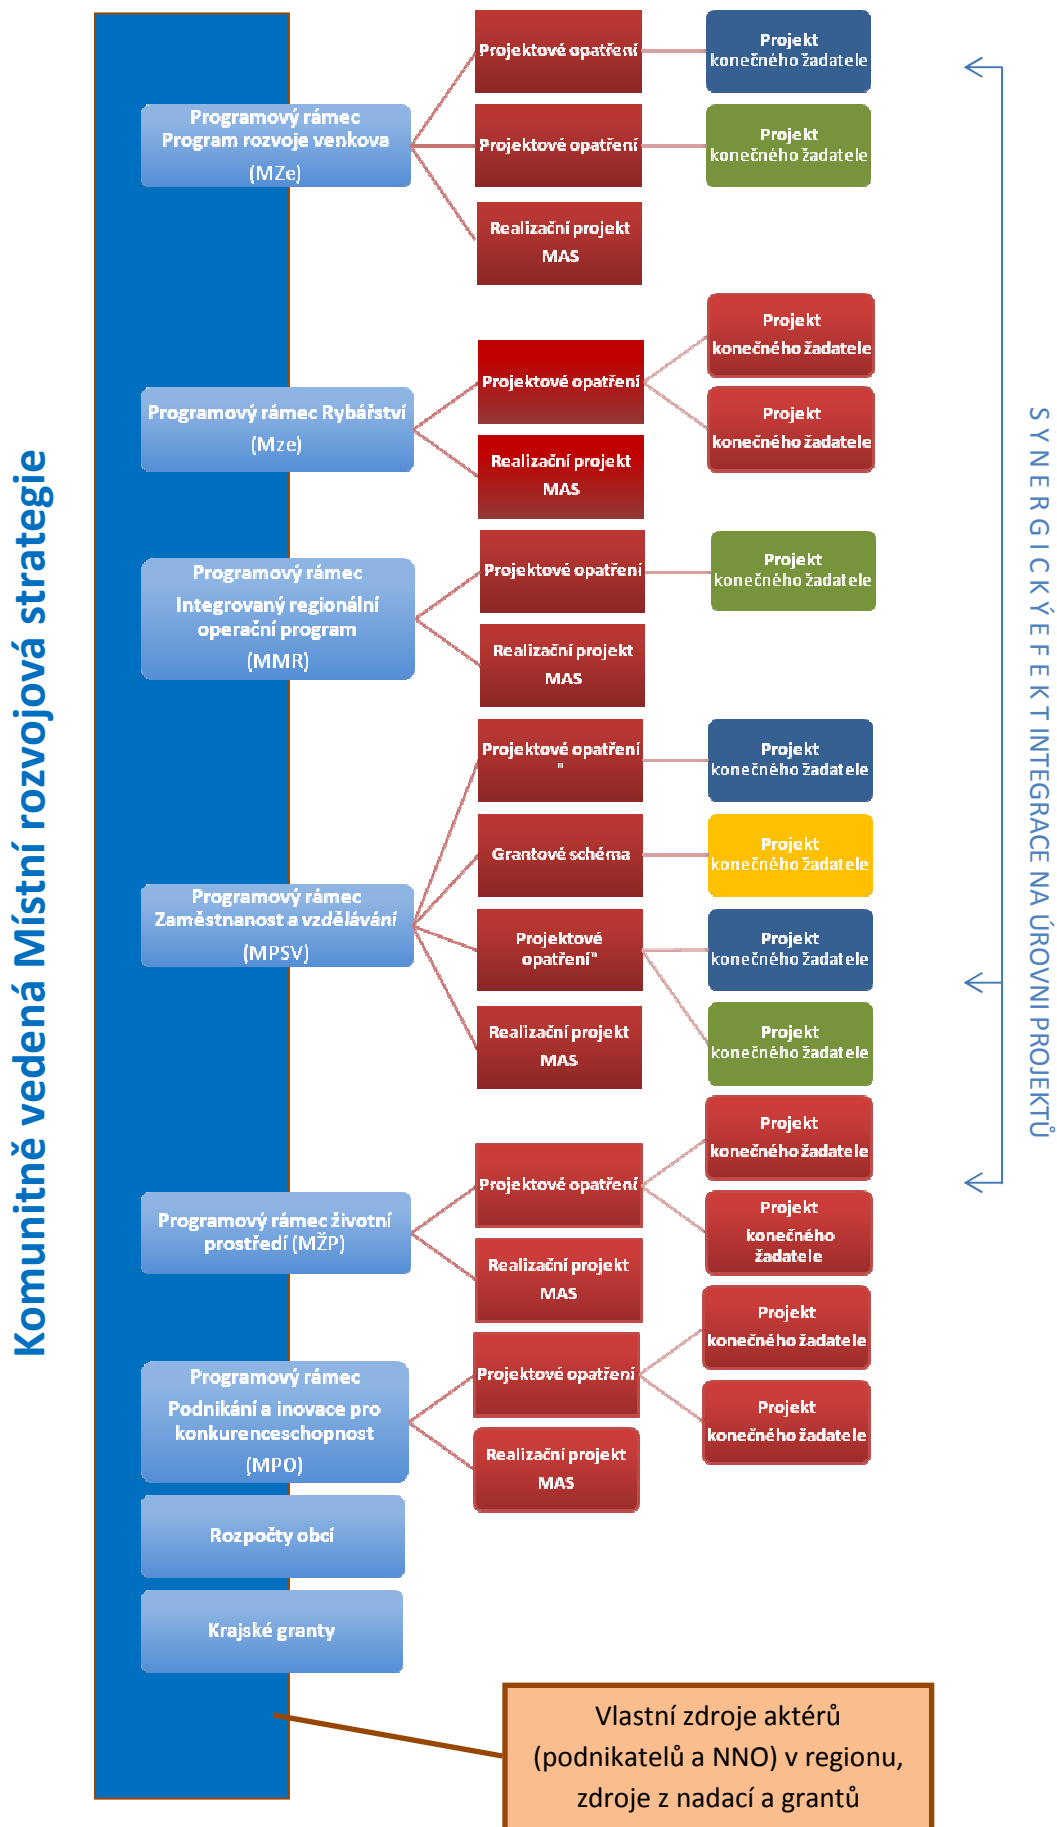 Komunitně vedená Místní rozvojová strategie
Programový rámec
Program rozvoje venkova
(MZe)
Projektové opatření
Projekt
konečného žadatele
Projektové opatření
Projekt
konečného žadatele
Realizační projekt
MAS
Programový rámec Rybářství
(Mze)
Projektové opatření
Projekt
konečného žadatele
Projekt
konečného žadatele
Realizační projekt
MAS
Programový rámec
Integrovaný regionální
operační program
(MMR)
Projektové opatření
Projekt
konečného žadatele
Realizační projekt
MAS
Programový rámec
Zaměstnanost a vzdělávání
(MPSV)
Projektové opatření
"
Projekt
konečného žadatele
Grantové schéma
Projekt
konečného žadatele
Projektové
opatření"
Projekt
konečného žadatele
Projekt
konečného žadatele
Realizační projekt
MAS
Programový rámec životní
prostředí (MŽP)
Projektové opatření
Projekt
konečného žadatele
Projekt
konečného
žadatele
Realizační projekt
MAS
Programový rámec
Podnikání a inovace pro
konkurenceschopnost
(MPO)
Projektové opatření
Projekt
konečného žadatele
Projekt
konečného žadatele
Realizační projekt
MAS
Rozpočty obcí
Krajské granty
Vlastní zdroje aktérů
(podnikatelů a NNO) v regionu,
zdroje z nadací a grantů
S Y N E R G I C K Ý E F E K T INTEGRACE NA ÚROVNI PROJEKTŮ